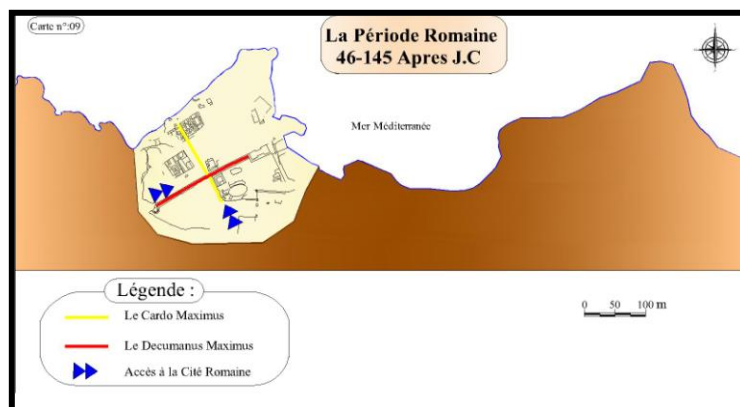 Carte n°:09
La Période Romaine
46-145 Apres J.C
Mer Méditerranée
Légende :
Le Cardo Maximus
Le Decumanus Maximus
Accès à la Cité Romaine
0 50 100 m